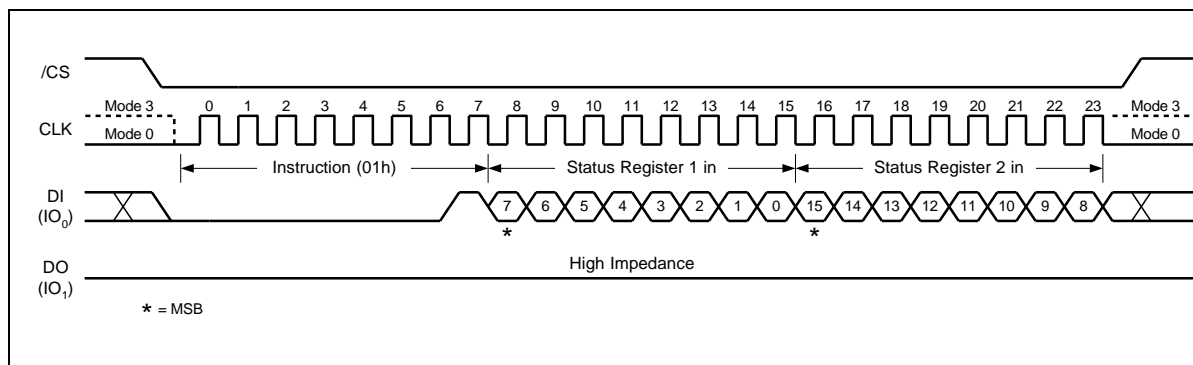 /CS
Mode 3 0 1 2 3 4 5 6 7 8 9 10 11 12 13 14 15 16 17 18 19 20 21 22 23 Mode 3
CLK Mode 0 Mode 0
Instruction (01h) Status Register 1 in Status Register 2 in
DI
(IO0) 7 6 5 4 3 2 1 0 15 14 13 12 11 10 9 8
* *
High Impedance
DO
(IO1)
* = MSB